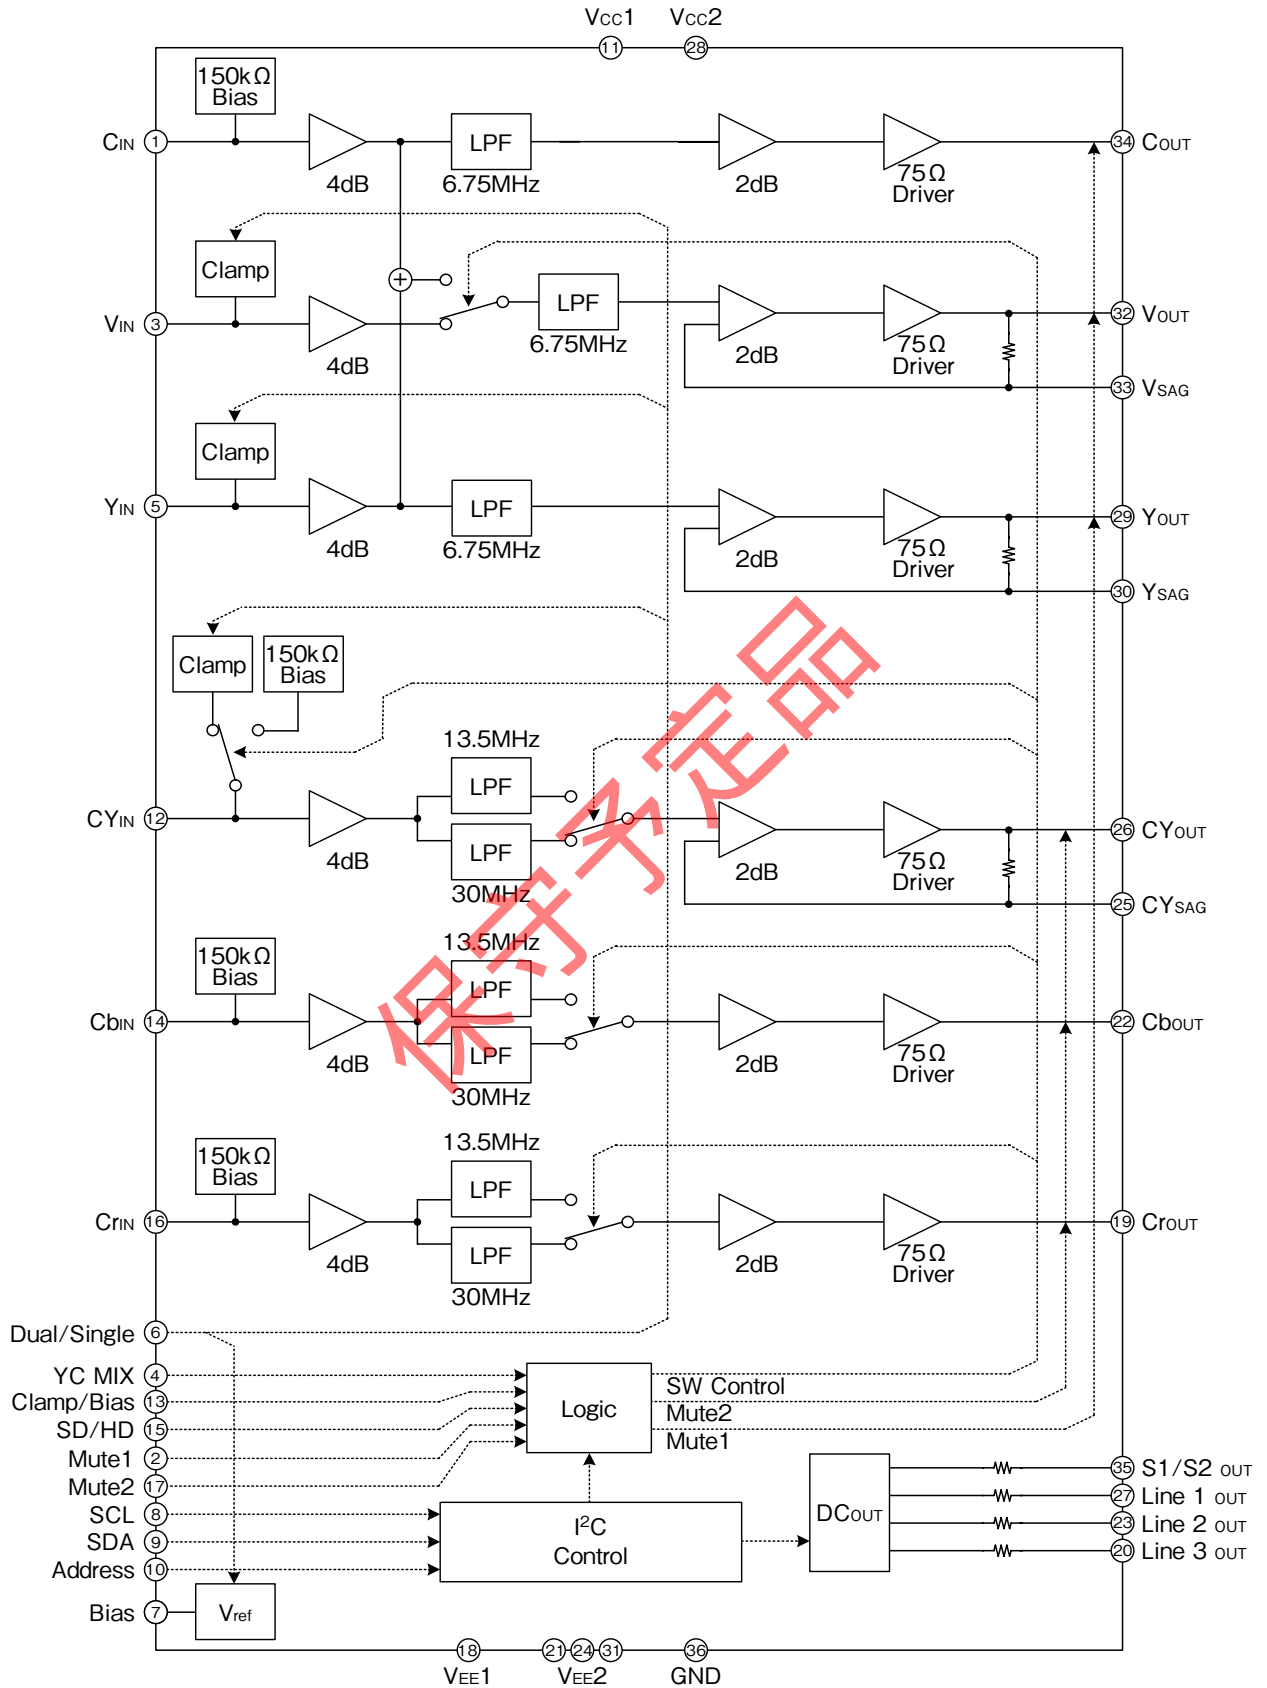 VCC1 VCC2
11 28
150kΩ
Bias
CIN 1 LPF 34 COUT
4dB 6.75MHz 2dB 75Ω
Driver
Clamp
+
VIN 3 LPF 32 VOUT
4dB 6.75MHz 2dB 75Ω
Driver
33 VSAG
Clamp
YIN 5 LPF 29 YOUT
4dB 6.75MHz 2dB 75Ω
Driver
30 YSAG
Clamp 150kΩ
Bias
13.5MHz
LPF
CYIN 12 26 CYOUT
4dB LPF 2dB 75Ω
Driver
30MHz
25 CYSAG
13.5MHz
150kΩ
Bias
LPF
CbIN 14 22 CbOUT
4dB LPF 2dB 75Ω
Driver
30MHz
13.5MHz
150kΩ
Bias
LPF
CrIN 16 19 CrOUT
4dB LPF 2dB 75Ω
Driver
30MHz
Dual/Single 6
YC MIX 4
Clamp/Bias 13
SD/HD 15
Mute1 2
Mute2 17
SCL 8
SDA 9
Address 10
Bias 7
Logic
SW Control
Mute2
Mute1
I²C
Control
DCOUT
35 S1/S2 OUT
27 Line 1 OUT
23 Line 2 OUT
20 Line 3 OUT
Vref
18 21 24 31 36
VEE1 VEE2 GND
保守予定品